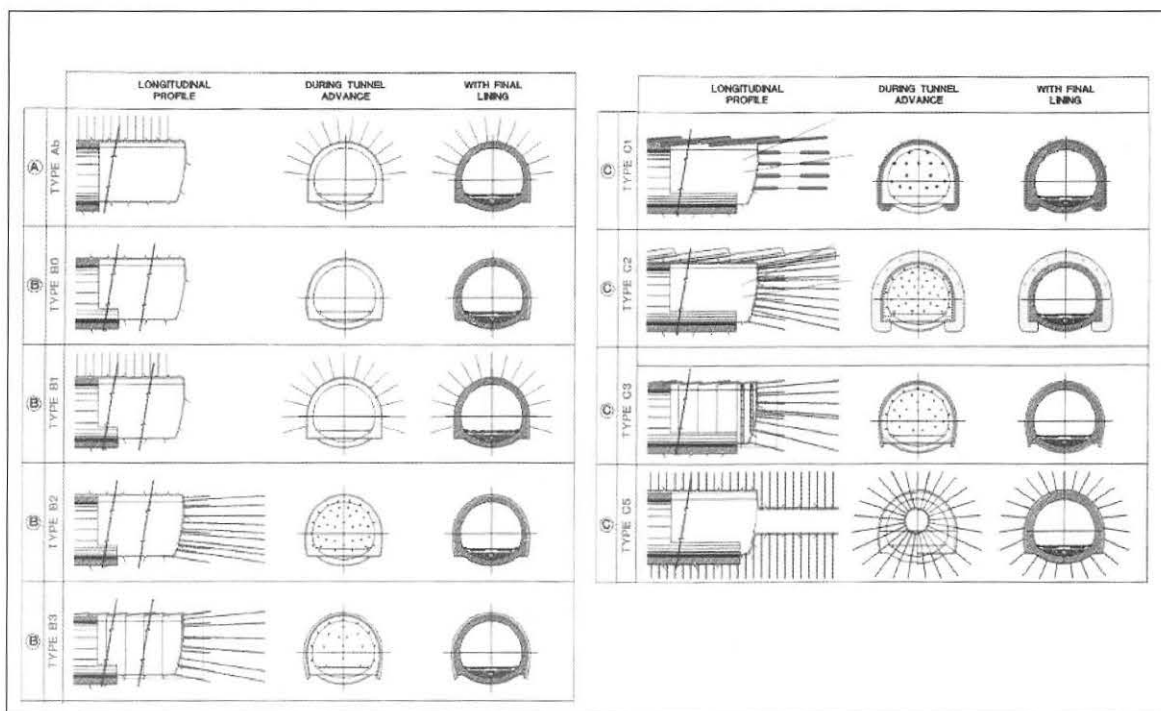 LONGITUDINAL
PROFILE
DURING TUNNEL
ADVANCE
WITH FINAL
LINING
A
TYPE Ab
B
TYPE B0
B
TYPE B1
B
TYPE B2
B
TYPE B3
LONGITUDINAL
PROFILE
DURING TUNNEL
ADVANCE
WITH FINAL
LINING
C
TYPE C1
C
TYPE C2
C
TYPE C3
C
TYPE C5